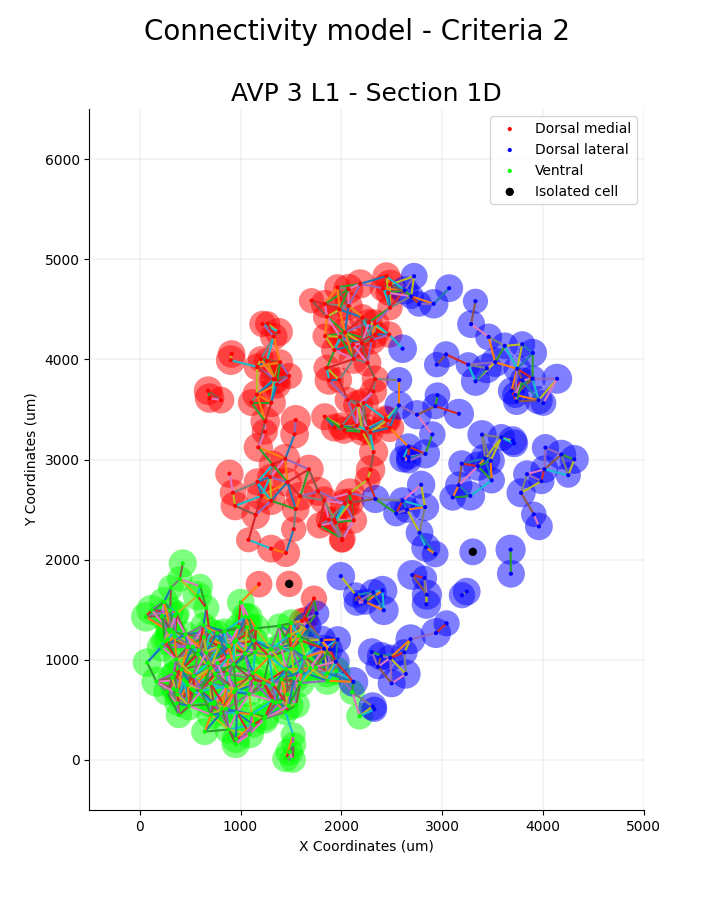 Connectivity model - Criteria 2
AVP 3 L1 - Section 1D
Dorsal medial
Dorsal lateral
Ventral
Isolated cell
6000
5000
4000
3000
2000
1000
0
Y Coordinates (um)
0 1000 2000 3000 4000 5000
X Coordinates (um)